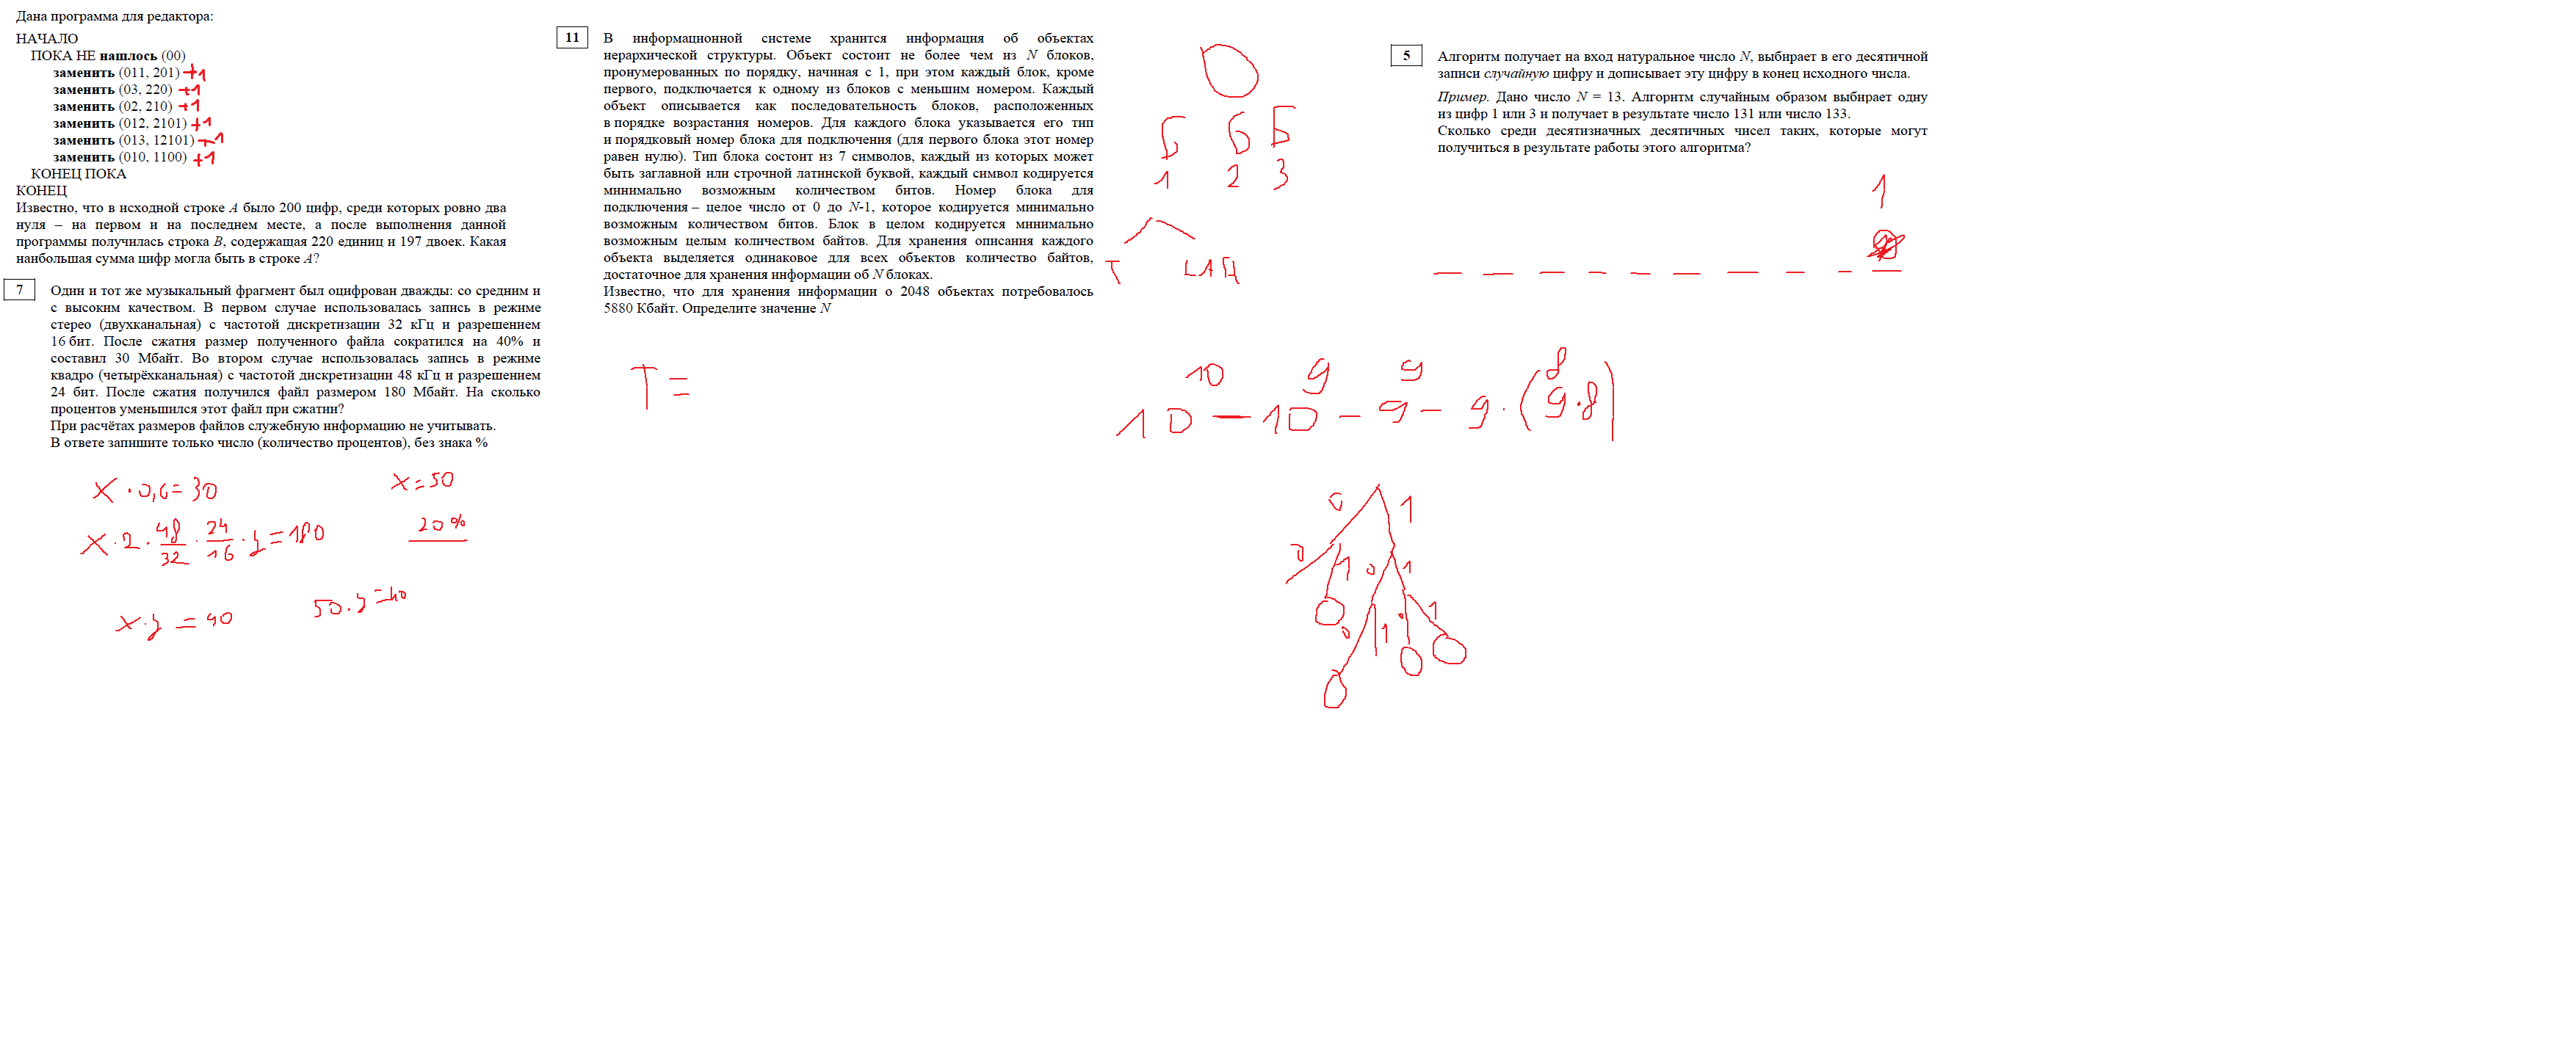 Дана программа для редактора:
НАЧАЛО
ПОКА НЕ нашлось (00)
заменить (011, 201) +1
заменить (03, 220) +1
заменить (02, 210) +1
заменить (012, 2101) +1
заменить (013, 12101) +1
заменить (010, 1100) +1
КОНЕЦ ПОКА
КОНЕЦ
Известно, что в исходной строке A было 200 цифр, среди которых ровно два
нуля – на первом и на последнем месте, а после выполнения данной
программы получилась строка B, содержащая 220 единиц и 197 двоек. Какая
наибольшая сумма цифр могла быть в строке A?
7
Один и тот же музыкальный фрагмент был оцифрован дважды: со средним и
с высоким качеством. В первом случае использовалась запись в режиме
стерео (двухканальная) с частотой дискретизации 32 кГц и разрешением
16 бит. После сжатия размер полученного файла сократился на 40% и
составил 30 Мбайт. Во втором случае использовалась запись в режиме
квадро (четырёхканальная) с частотой дискретизации 48 кГц и разрешением
24 бит. После сжатия получился файл размером 180 Мбайт. На сколько
процентов уменьшился этот файл при сжатии?
При расчётах размеров файлов служебную информацию не учитывать.
В ответе запишите только число (количество процентов), без знака %
x · 0,6 = 30
x = 50
x · 2 · 48/32 · 24/16 · y = 180
20%
x · y = 40
50 · y = 40
11
В информационной системе хранится информация об объектах
иерархической структуры. Объект состоит не более чем из N блоков,
пронумерованных по порядку, начиная с 1, при этом каждый блок, кроме
первого, подключается к одному из блоков с меньшим номером. Каждый
объект описывается как последовательность блоков, расположенных
в порядке возрастания номеров. Для каждого блока указывается его тип
и порядковый номер блока для подключения (для первого блока этот номер
равен нулю). Тип блока состоит из 7 символов, каждый из которых может
быть заглавной или строчной латинской буквой, каждый символ кодируется
минимально возможным количеством битов. Номер блока для
подключения – целое число от 0 до N-1, которое кодируется минимально
возможным количеством битов. Блок в целом кодируется минимально
возможным целым количеством байтов. Для хранения описания каждого
объекта выделяется одинаковое для всех объектов количество байтов,
достаточное для хранения информации об N блоках.
Известно, что для хранения информации о 2048 объектах потребовалось
5880 Кбайт. Определите значение N
T =
Б Б Б
1 2 3
T
5
Алгоритм получает на вход натуральное число N, выбирает в его десятичной
записи случайную цифру и дописывает эту цифру в конец исходного числа.
Пример. Дано число N = 13. Алгоритм случайным образом выбирает одну
из цифр 1 или 3 и получает в результате число 131 или число 133.
Сколько среди десятизначных десятичных чисел таких, которые могут
получиться в результате работы этого алгоритма?
1
10 9 9 8
10 – 10 – 9 – 9 · (9·8)
0 1
0 1 0 1
0 1 0 1